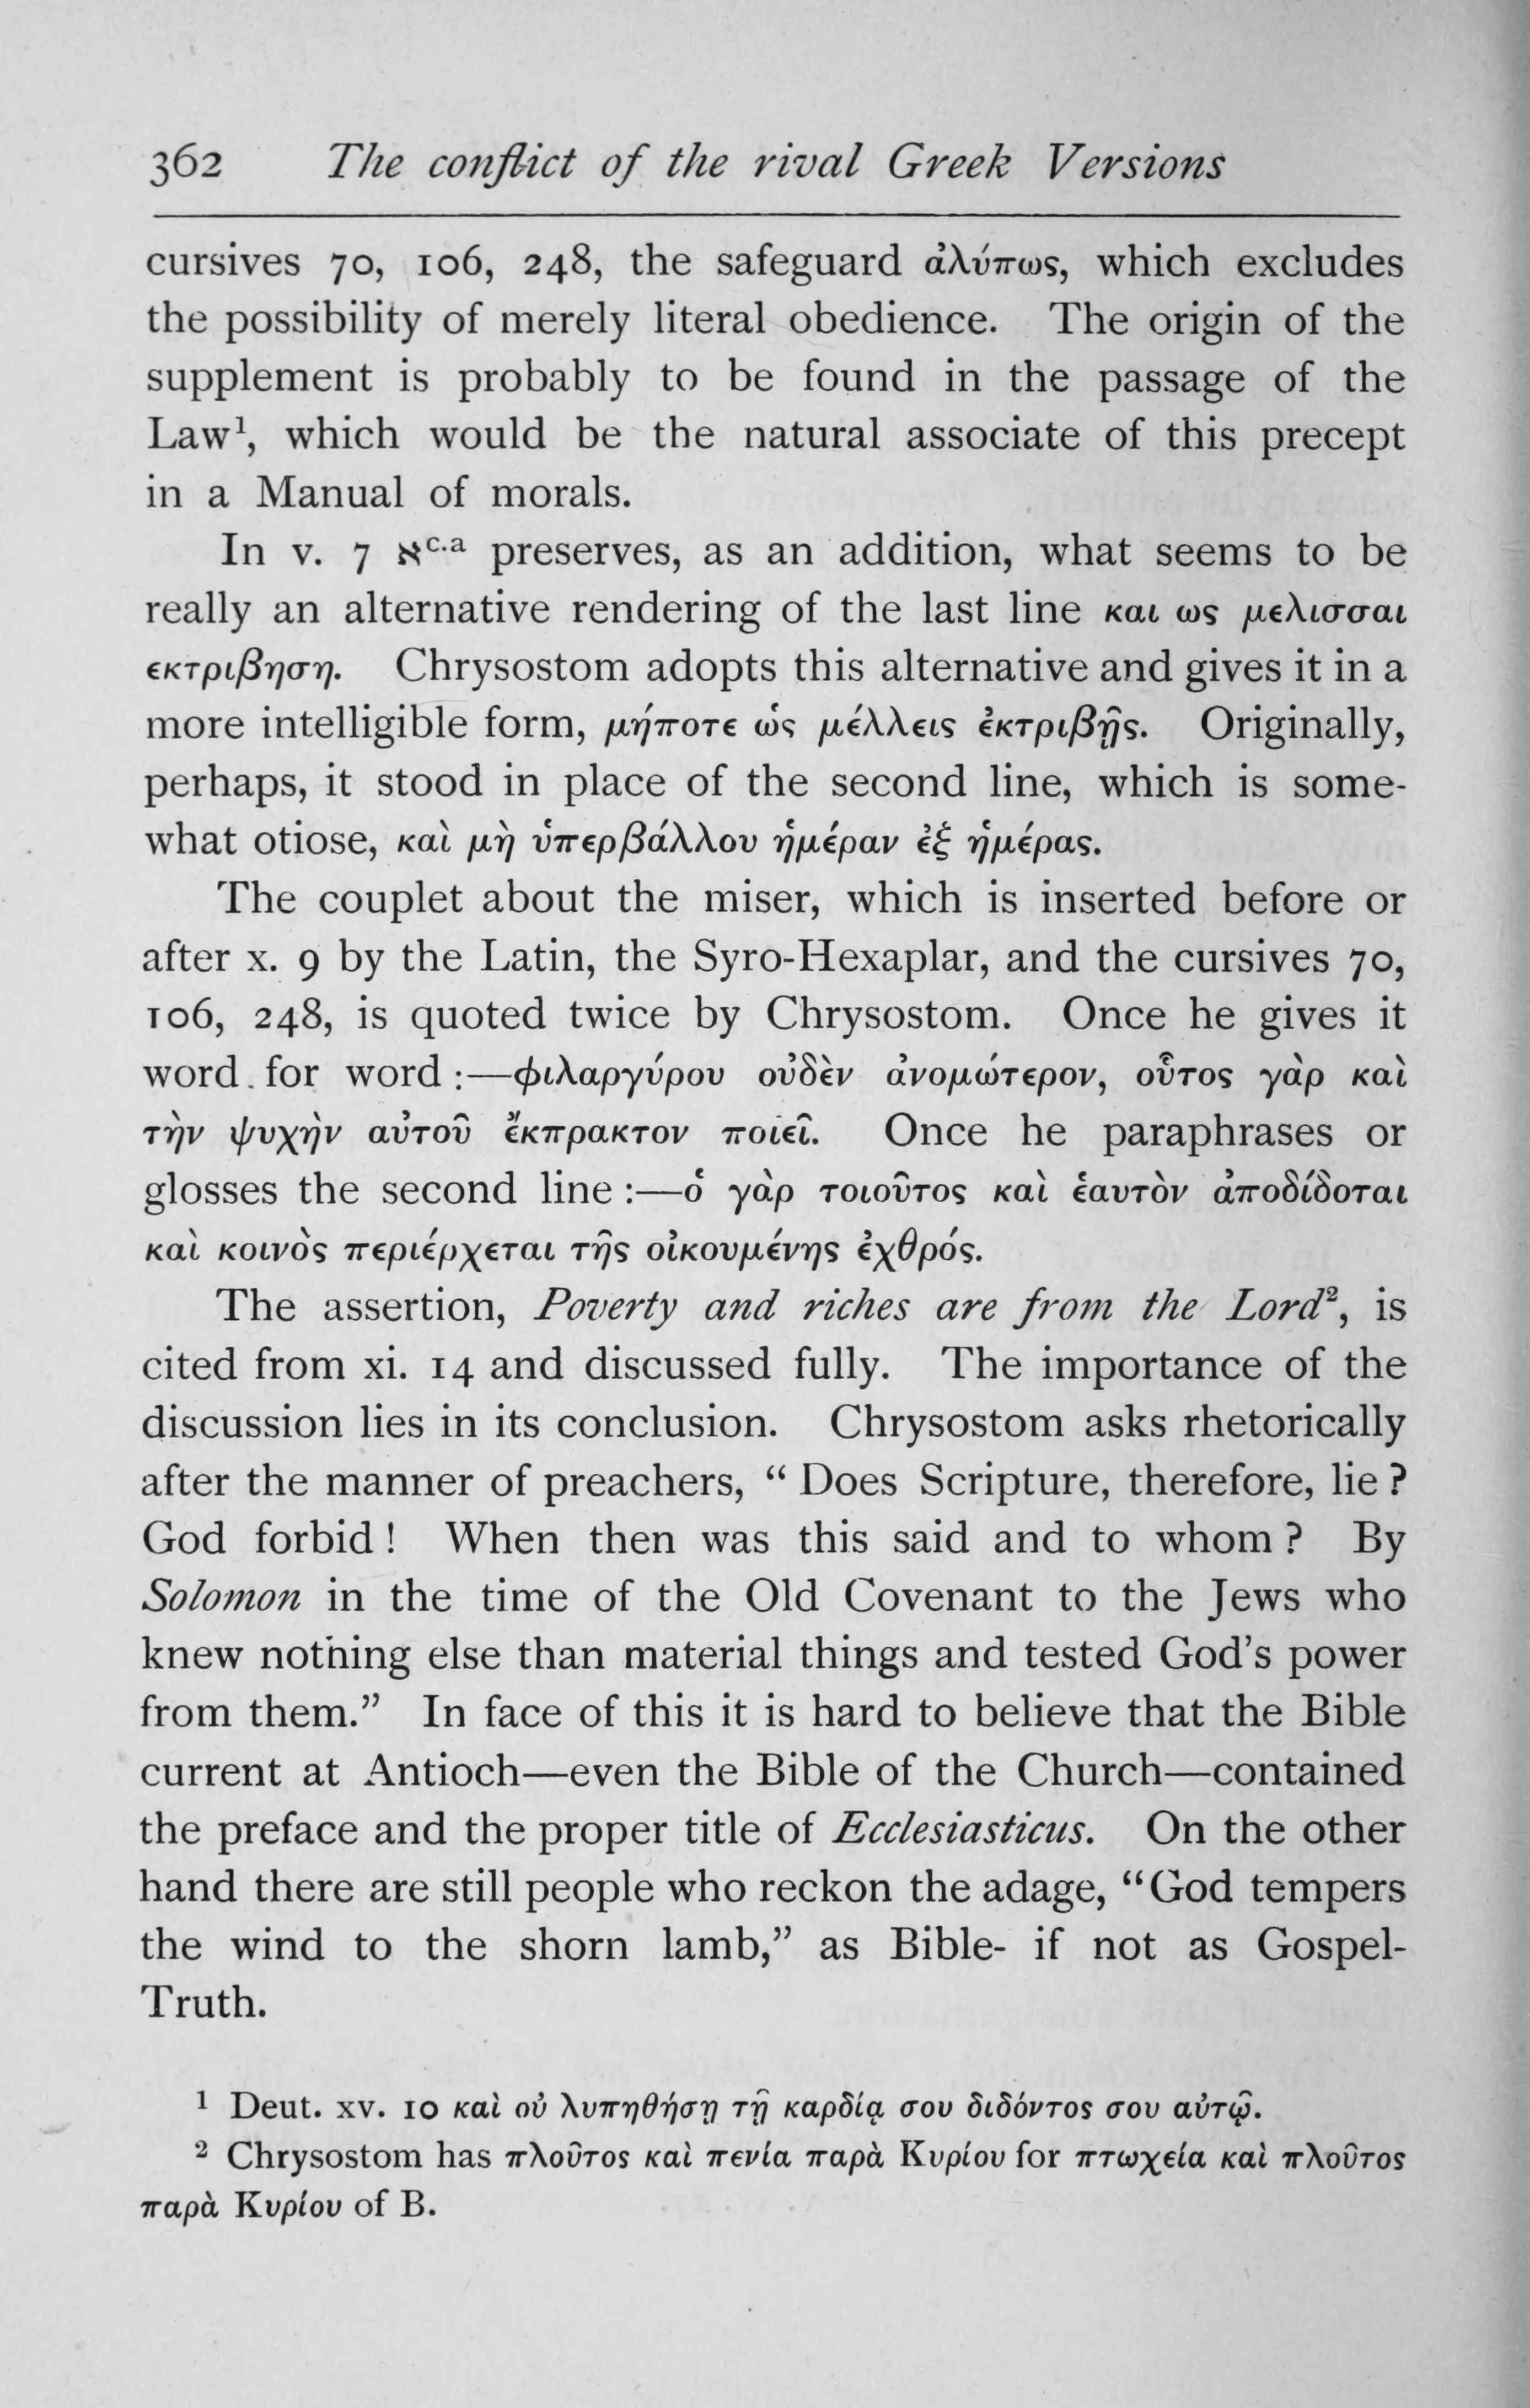 362 The conflict of the rival Greek Versions
cursives 70, 106, 248, the safeguard ἀλύπως, which excludes
the possibility of merely literal obedience. The origin of the
supplement is probably to be found in the passage of the
Law¹, which would be the natural associate of this precept
in a Manual of morals.
In v. 7 ℵᶜ·ᵃ preserves, as an addition, what seems to be
really an alternative rendering of the last line και ως μελισσαι
εκτριβηση. Chrysostom adopts this alternative and gives it in a
more intelligible form, μήποτε ὡς μέλλεις ἐκτριβῇς. Originally,
perhaps, it stood in place of the second line, which is some-
what otiose, καὶ μὴ ὑπερβάλλου ἡμέραν ἐξ ἡμέρας.
The couplet about the miser, which is inserted before or
after x. 9 by the Latin, the Syro-Hexaplar, and the cursives 70,
106, 248, is quoted twice by Chrysostom. Once he gives it
word for word:—φιλαργύρου οὐδὲν ἀνομώτερον, οὗτος γὰρ καὶ
τὴν ψυχὴν αὐτοῦ ἔκπρακτον ποιεῖ. Once he paraphrases or
glosses the second line:—ὁ γὰρ τοιοῦτος καὶ ἑαυτὸν ἀποδίδοται
καὶ κοινὸς περιέρχεται τῆς οἰκουμένης ἐχθρός.
The assertion, Poverty and riches are from the Lord², is
cited from xi. 14 and discussed fully. The importance of the
discussion lies in its conclusion. Chrysostom asks rhetorically
after the manner of preachers, “Does Scripture, therefore, lie?
God forbid! When then was this said and to whom? By
Solomon in the time of the Old Covenant to the Jews who
knew nothing else than material things and tested God’s power
from them.” In face of this it is hard to believe that the Bible
current at Antioch—even the Bible of the Church—contained
the preface and the proper title of Ecclesiasticus. On the other
hand there are still people who reckon the adage, “God tempers
the wind to the shorn lamb,” as Bible- if not as Gospel-
Truth.
¹ Deut. xv. 10 καὶ οὐ λυπηθήσῃ τῇ καρδίᾳ σου διδόντος σου αὐτῷ.
² Chrysostom has πλοῦτος καὶ πενία παρὰ Κυρίου for πτωχεία καὶ πλοῦτος
παρὰ Κυρίου of B.